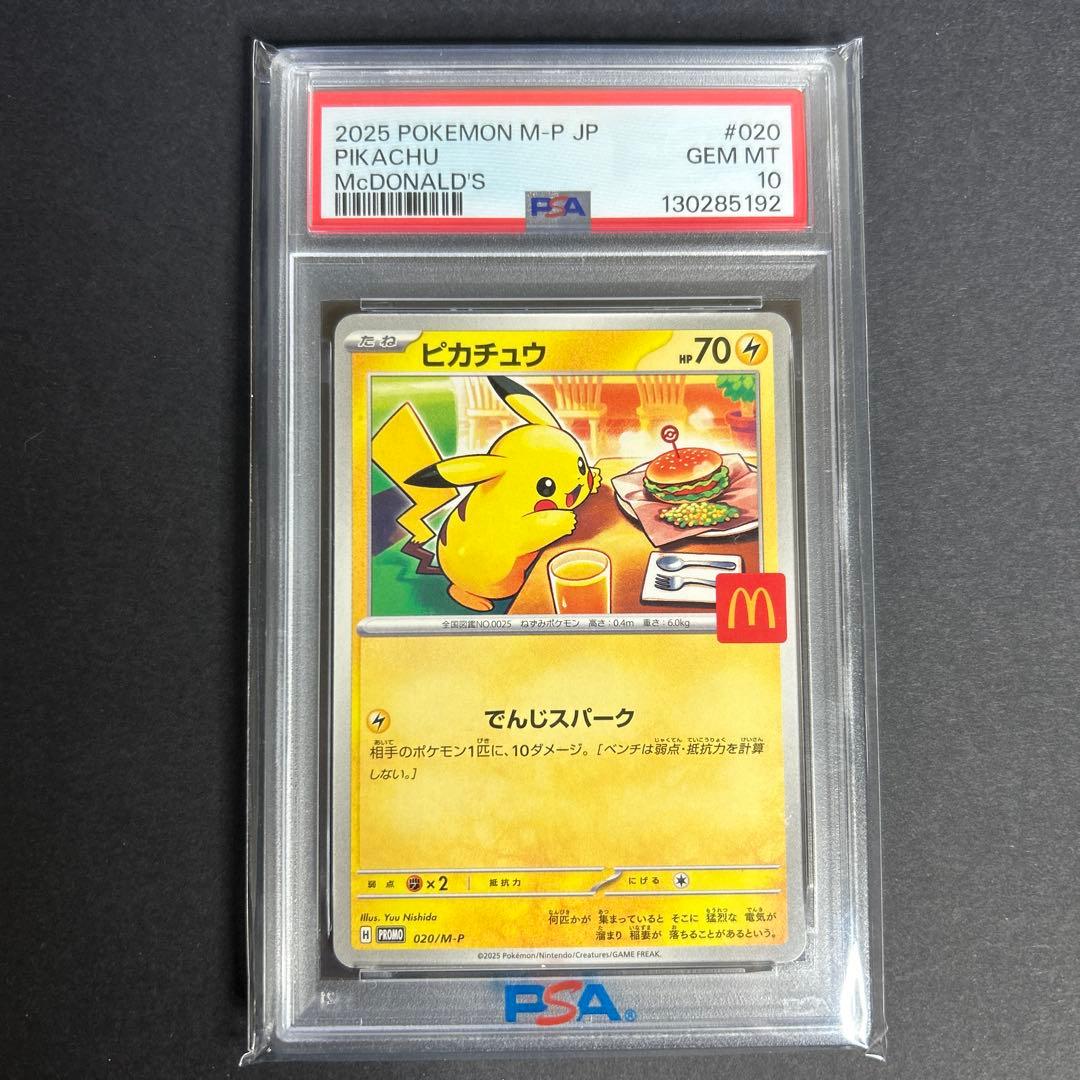 2025 POKEMON M-P JP #020
PIKACHU GEM MT
McDONALD'S 10
PSA 130285192
たね ピカチュウ HP70
全国図鑑NO.0025 ねずみポケモン 高さ:0.4m 重さ:6.0kg
でんじスパーク
相手のポケモン1匹に、10ダメージ。[ベンチは弱点・抵抗力を計算
しない。]
弱点 ×2 抵抗力 にげる
Illus. Yuu Nishida
何匹かが 集まっていると そこに 猛烈な 電気が
溜まり 稲妻が 落ちることがあるという。
H PROMO 020/M-P
©2025 Pokémon/Nintendo/Creatures/GAME FREAK.
PSA®